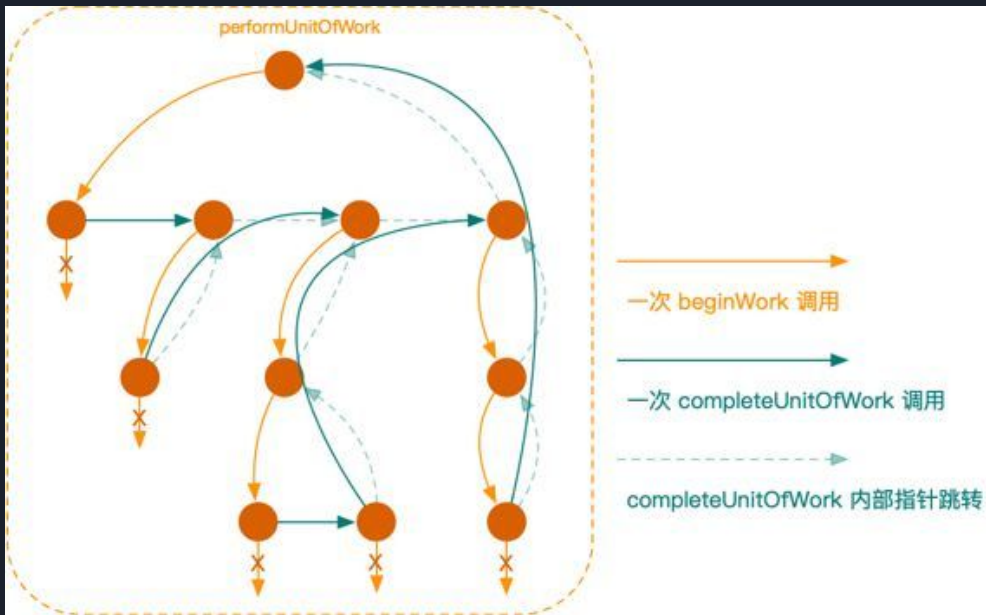 performUnitOfWork
一次 beginWork 调用
一次 completeUnitOfWork 调用
completeUnitOfWork 内部指针跳转